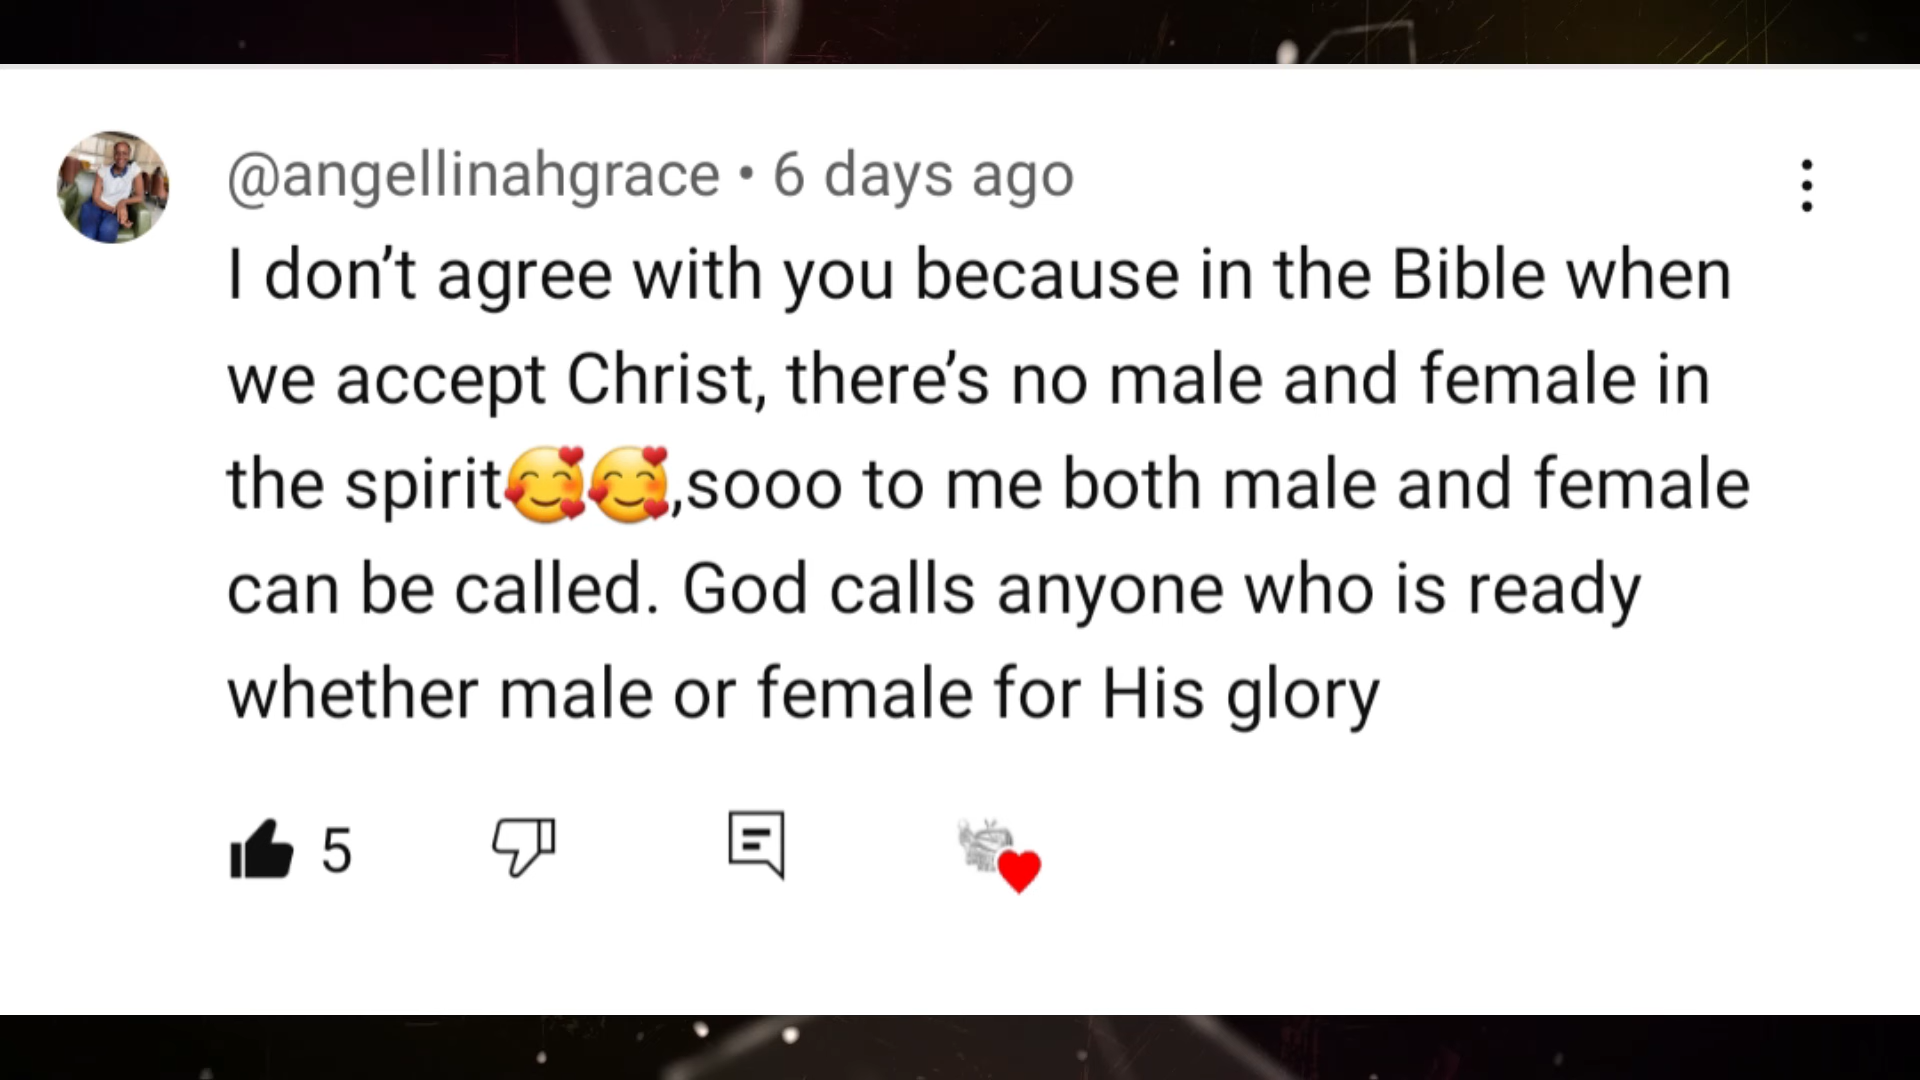 @angellinahgrace • 6 days ago
I don’t agree with you because in the Bible when
we accept Christ, there’s no male and female in
the spirit🥰🥰,sooo to me both male and female
can be called. God calls anyone who is ready
whether male or female for His glory
5